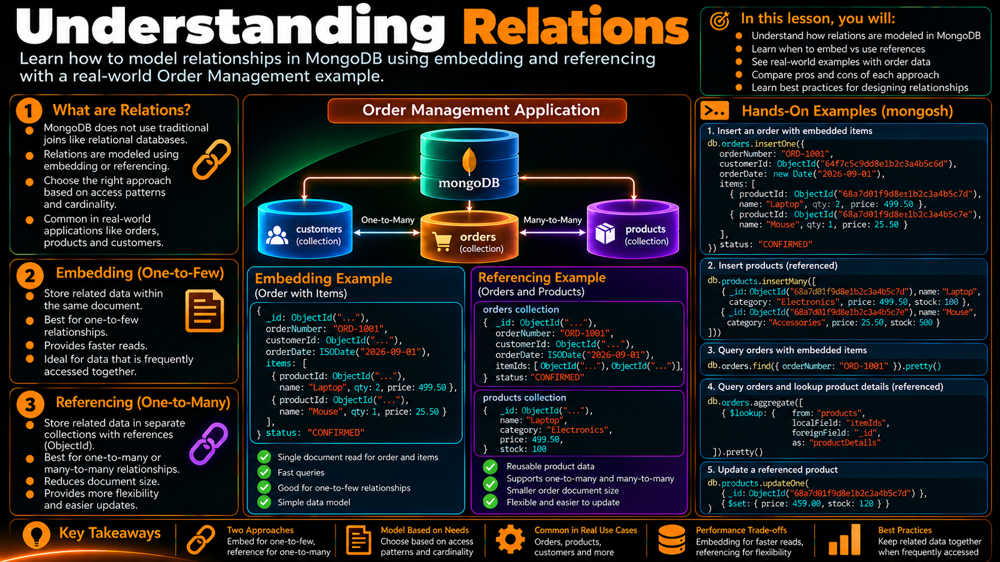 Understanding Relations
Learn how to model relationships in MongoDB using embedding and referencing
with a real-world Order Management example.
In this lesson, you will:
Understand how relations are modeled in MongoDB
Learn when to embed vs use references
See real-world examples with order data
Compare pros and cons of each approach
Learn best practices for designing relationships
1 What are Relations?
MongoDB does not use traditional
joins like relational databases.
Relations are modeled using
embedding or referencing.
Choose the right approach
based on access patterns
and cardinality.
Common in real-world
applications like orders,
products and customers.
2 Embedding (One-to-Few)
Store related data within
the same document.
Best for one-to-few
relationships.
Provides faster reads.
Ideal for data that is frequently
accessed together.
3 Referencing (One-to-Many)
Store related data in separate
collections with references
(ObjectId).
Best for one-to-many or
many-to-many relationships.
Reduces document size.
Provides more flexibility
and easier updates.
Order Management Application
mongoDB
customers
(collection)
One-to-Many
orders
(collection)
Many-to-Many
products
(collection)
Embedding Example
(Order with Items)
{
_id: ObjectId("..."),
orderNumber: "ORD-1001",
customerId: ObjectId("..."),
orderDate: ISODate("2026-09-01"),
items: [
{ productId: ObjectId("..."),
name: "Laptop", qty: 2, price: 499.50 },
{ productId: ObjectId("..."),
name: "Mouse", qty: 1, price: 25.50 }
],
} status: "CONFIRMED"
Single document read for order and items
Fast queries
Good for one-to-few relationships
Simple data model
Referencing Example
(Orders and Products)
orders collection
{ _id: ObjectId("..."),
orderNumber: "ORD-1001",
customerId: ObjectId("..."),
orderDate: ISODate("2026-09-01"),
itemIds: [ ObjectId("..."), ObjectId("...")],
} status: "CONFIRMED"
products collection
{ _id: ObjectId("..."),
name: "Laptop",
category: "Electronics",
price: 499.50,
} stock: 100
Reusable product data
Supports one-to-many and many-to-many
Smaller order document size
Flexible and easier to update
>.. Hands-On Examples (mongosh)
1. Insert an order with embedded items
db.orders.insertOne({
orderNumber: "ORD-1001",
customerId: ObjectId("64f7c5c9dd8e1b2c3a4b5c6d"),
orderDate: new Date("2026-09-01"),
items: [
{ productId: ObjectId("68a7d01f9d8e1b2c3a4b5c7d"),
name: "Laptop", qty: 2, price: 499.50 },
{ productId: ObjectId("68a7d01f9d8e1b2c3a4b5c7e"),
name: "Mouse", qty: 1, price: 25.50 }
],
}) status: "CONFIRMED"
2. Insert products (referenced)
db.products.insertMany([
{ _id: ObjectId("68a7d01f9d8e1b2c3a4b5c7d"), name: "Laptop",
category: "Electronics", price: 499.50, stock: 100 },
{ _id: ObjectId("68a7d01f9d8e1b2c3a4b5c7e"), name: "Mouse",
category: "Accessories", price: 25.50, stock: 500 }
]))
3. Query orders with embedded items
db.orders.find({ orderNumber: "ORD-1001" }).pretty()
4. Query orders and lookup product details (referenced)
db.orders.aggregate([
{ $lookup: { from: "products",
localField: "itemIds",
foreignField: "_id",
as: "productDetails"
]).pretty()
5. Update a referenced product
db.products.updateOne(
{ _id: ObjectId("68a7d01f9d8e1b2c3a4b5c7d") },
{ $set: { price: 459.00, stock: 120 } }
)
Key Takeaways
Two Approaches
Embed for one-to-few,
reference for one-to-many
Model Based on Needs
Choose based on access
patterns and cardinality
Common in Real Use Cases
Orders, products,
customers and more
Performance Trade-offs
Embedding for faster reads,
referencing for flexlibility
Best Practices
Keep related data together
when frequently accessed